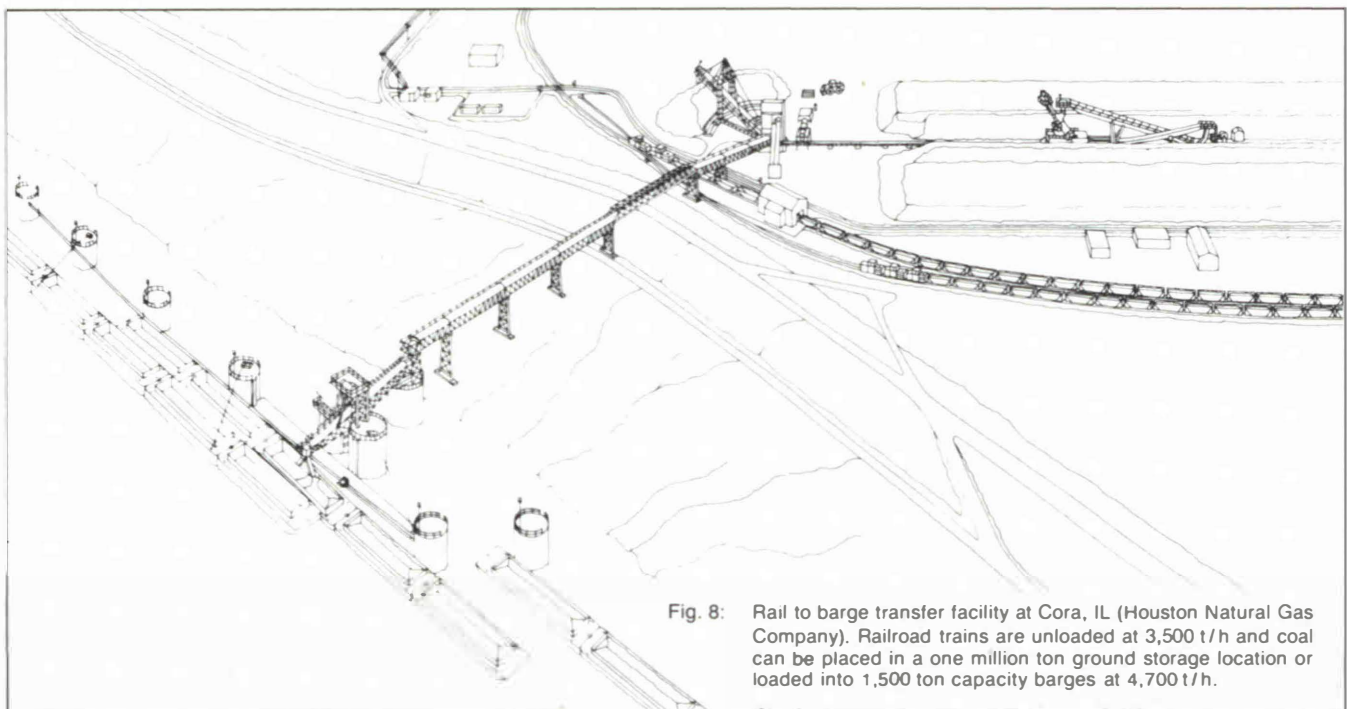 Fig. 8: Rail to barge transfer facility at Cora, IL (Houston Natural Gas
Company). Railroad trains are unloaded at 3,500 t/h and coal
can be placed in a one million ton ground storage location or
loaded into 1,500 ton capacity barges at 4,700 t/h.